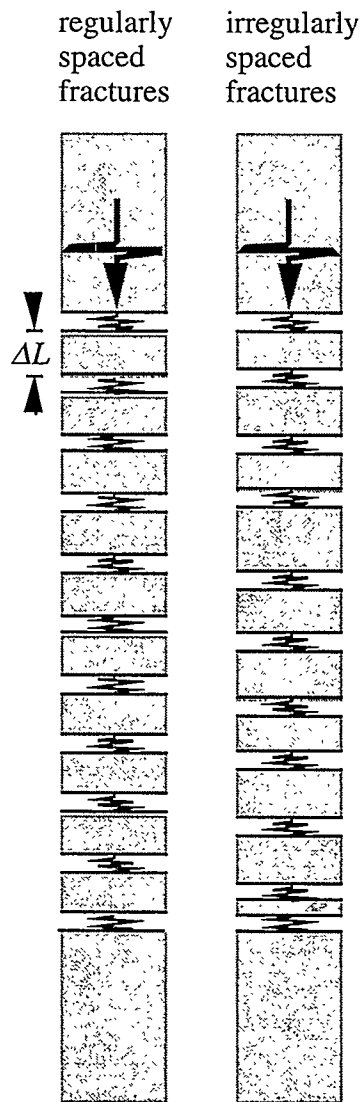 regularly
spaced
fractures
irregularly
spaced
fractures
ΔL